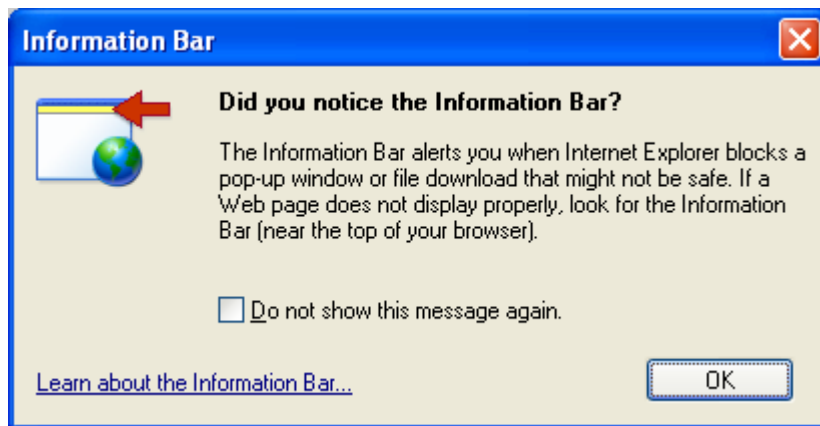 Information Bar
Did you notice the Information Bar?
The Information Bar alerts you when Internet Explorer blocks a
pop-up window or file download that might not be safe. If a
Web page does not display properly, look for the Information
Bar (near the top of your browser).
Do not show this message again.
Learn about the Information Bar...
OK